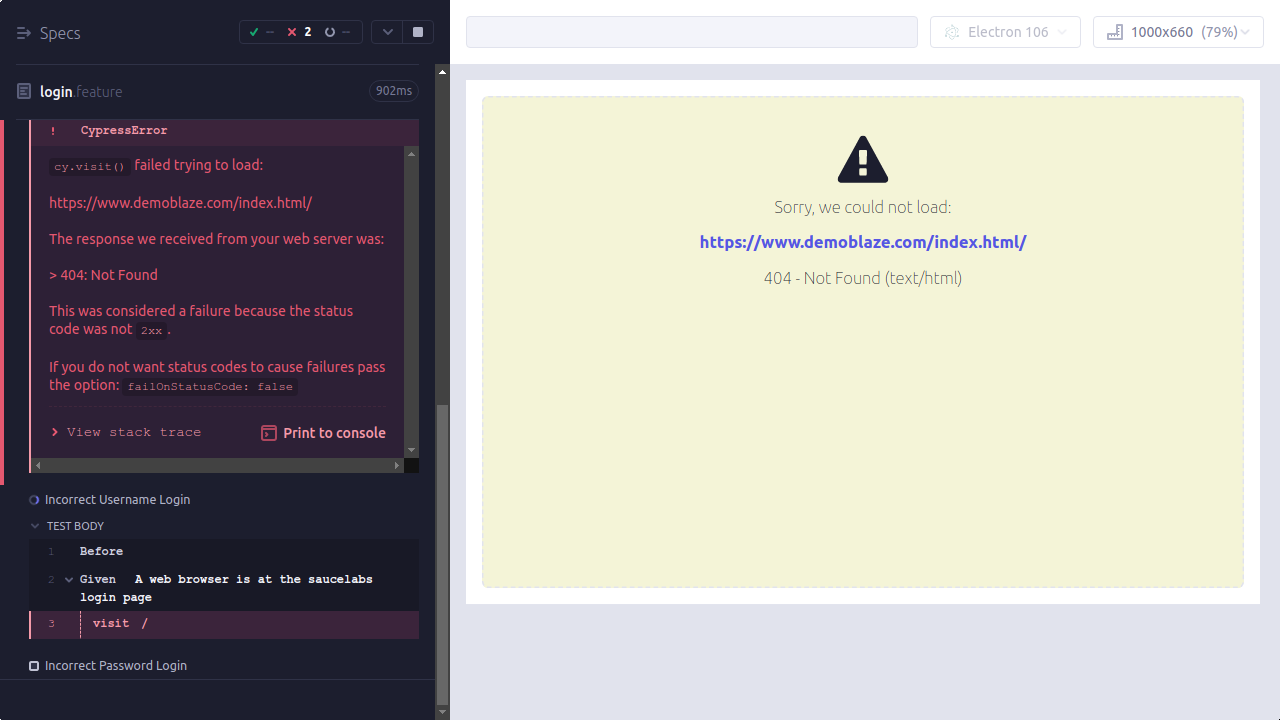 Specs
-- 2 --
login.feature
902ms
! CypressError
cy.visit() failed trying to load:
https://www.demoblaze.com/index.html/
The response we received from your web server was:
> 404: Not Found
This was considered a failure because the status
code was not 2xx.
If you do not want status codes to cause failures pass
the option: failOnStatusCode: false
> View stack trace
Print to console
Incorrect Username Login
TEST BODY
1 Before
2 Given A web browser is at the saucelabs
login page
3 visit /
Incorrect Password Login
Electron 106
1000x660 (79%)
Sorry, we could not load:
https://www.demoblaze.com/index.html/
404 - Not Found (text/html)